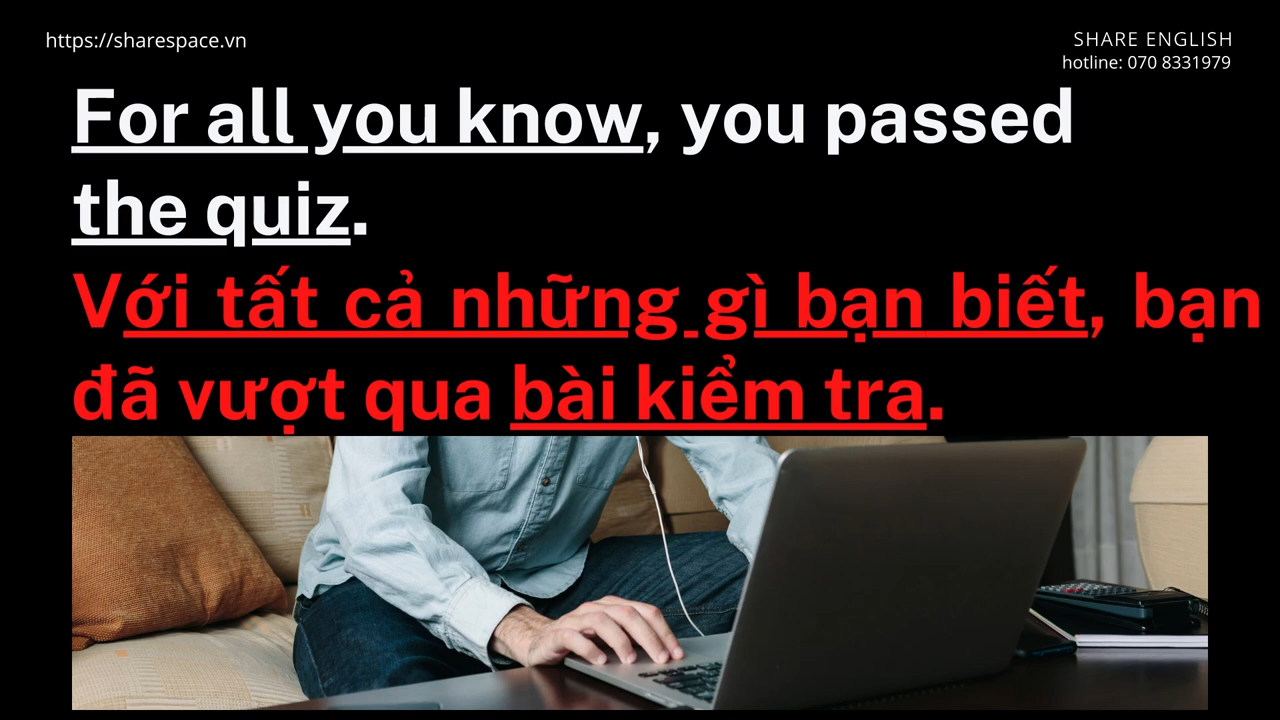 https://sharespace.vn
SHARE ENGLISH
hotline: 070 8331979
For all you know, you passed
the quiz.
Với tất cả những gì bạn biết, bạn
đã vượt qua bài kiểm tra.